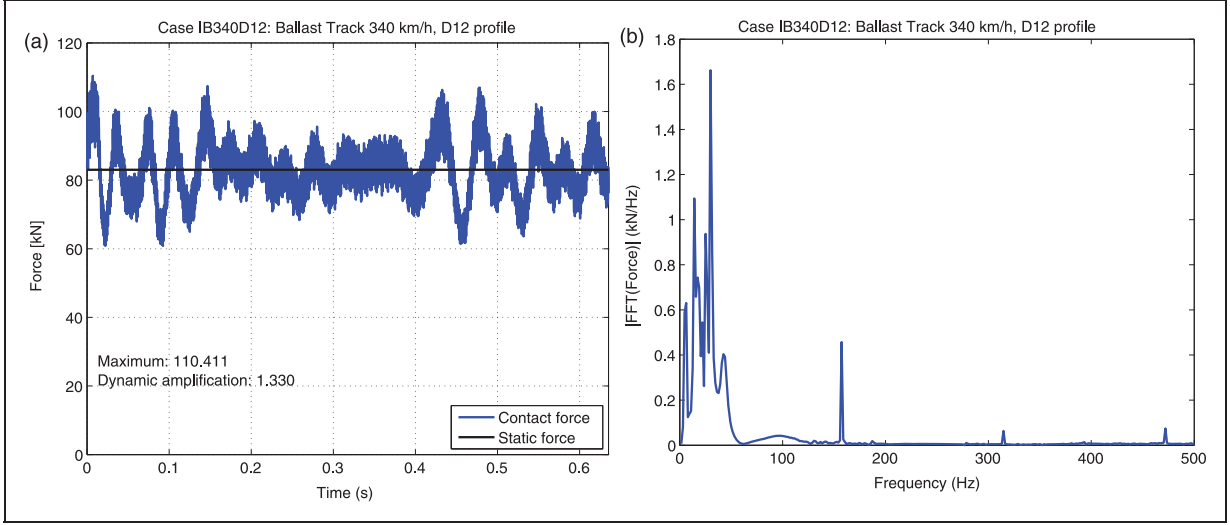 (a)
Case IB340D12: Ballast Track 340 km/h, D12 profile
120
100
80
60
40
20
0
Force [kN]
Maximum: 110.411
Dynamic amplification: 1.330
Contact force
Static force
0 0.1 0.2 0.3 0.4 0.5 0.6
Time (s)
(b)
Case IB340D12: Ballast Track 340 km/h, D12 profile
1.8
1.6
1.4
1.2
1
0.8
0.6
0.4
0.2
0
|FFT(Force)| (kN/Hz)
0 100 200 300 400 500
Frequency (Hz)